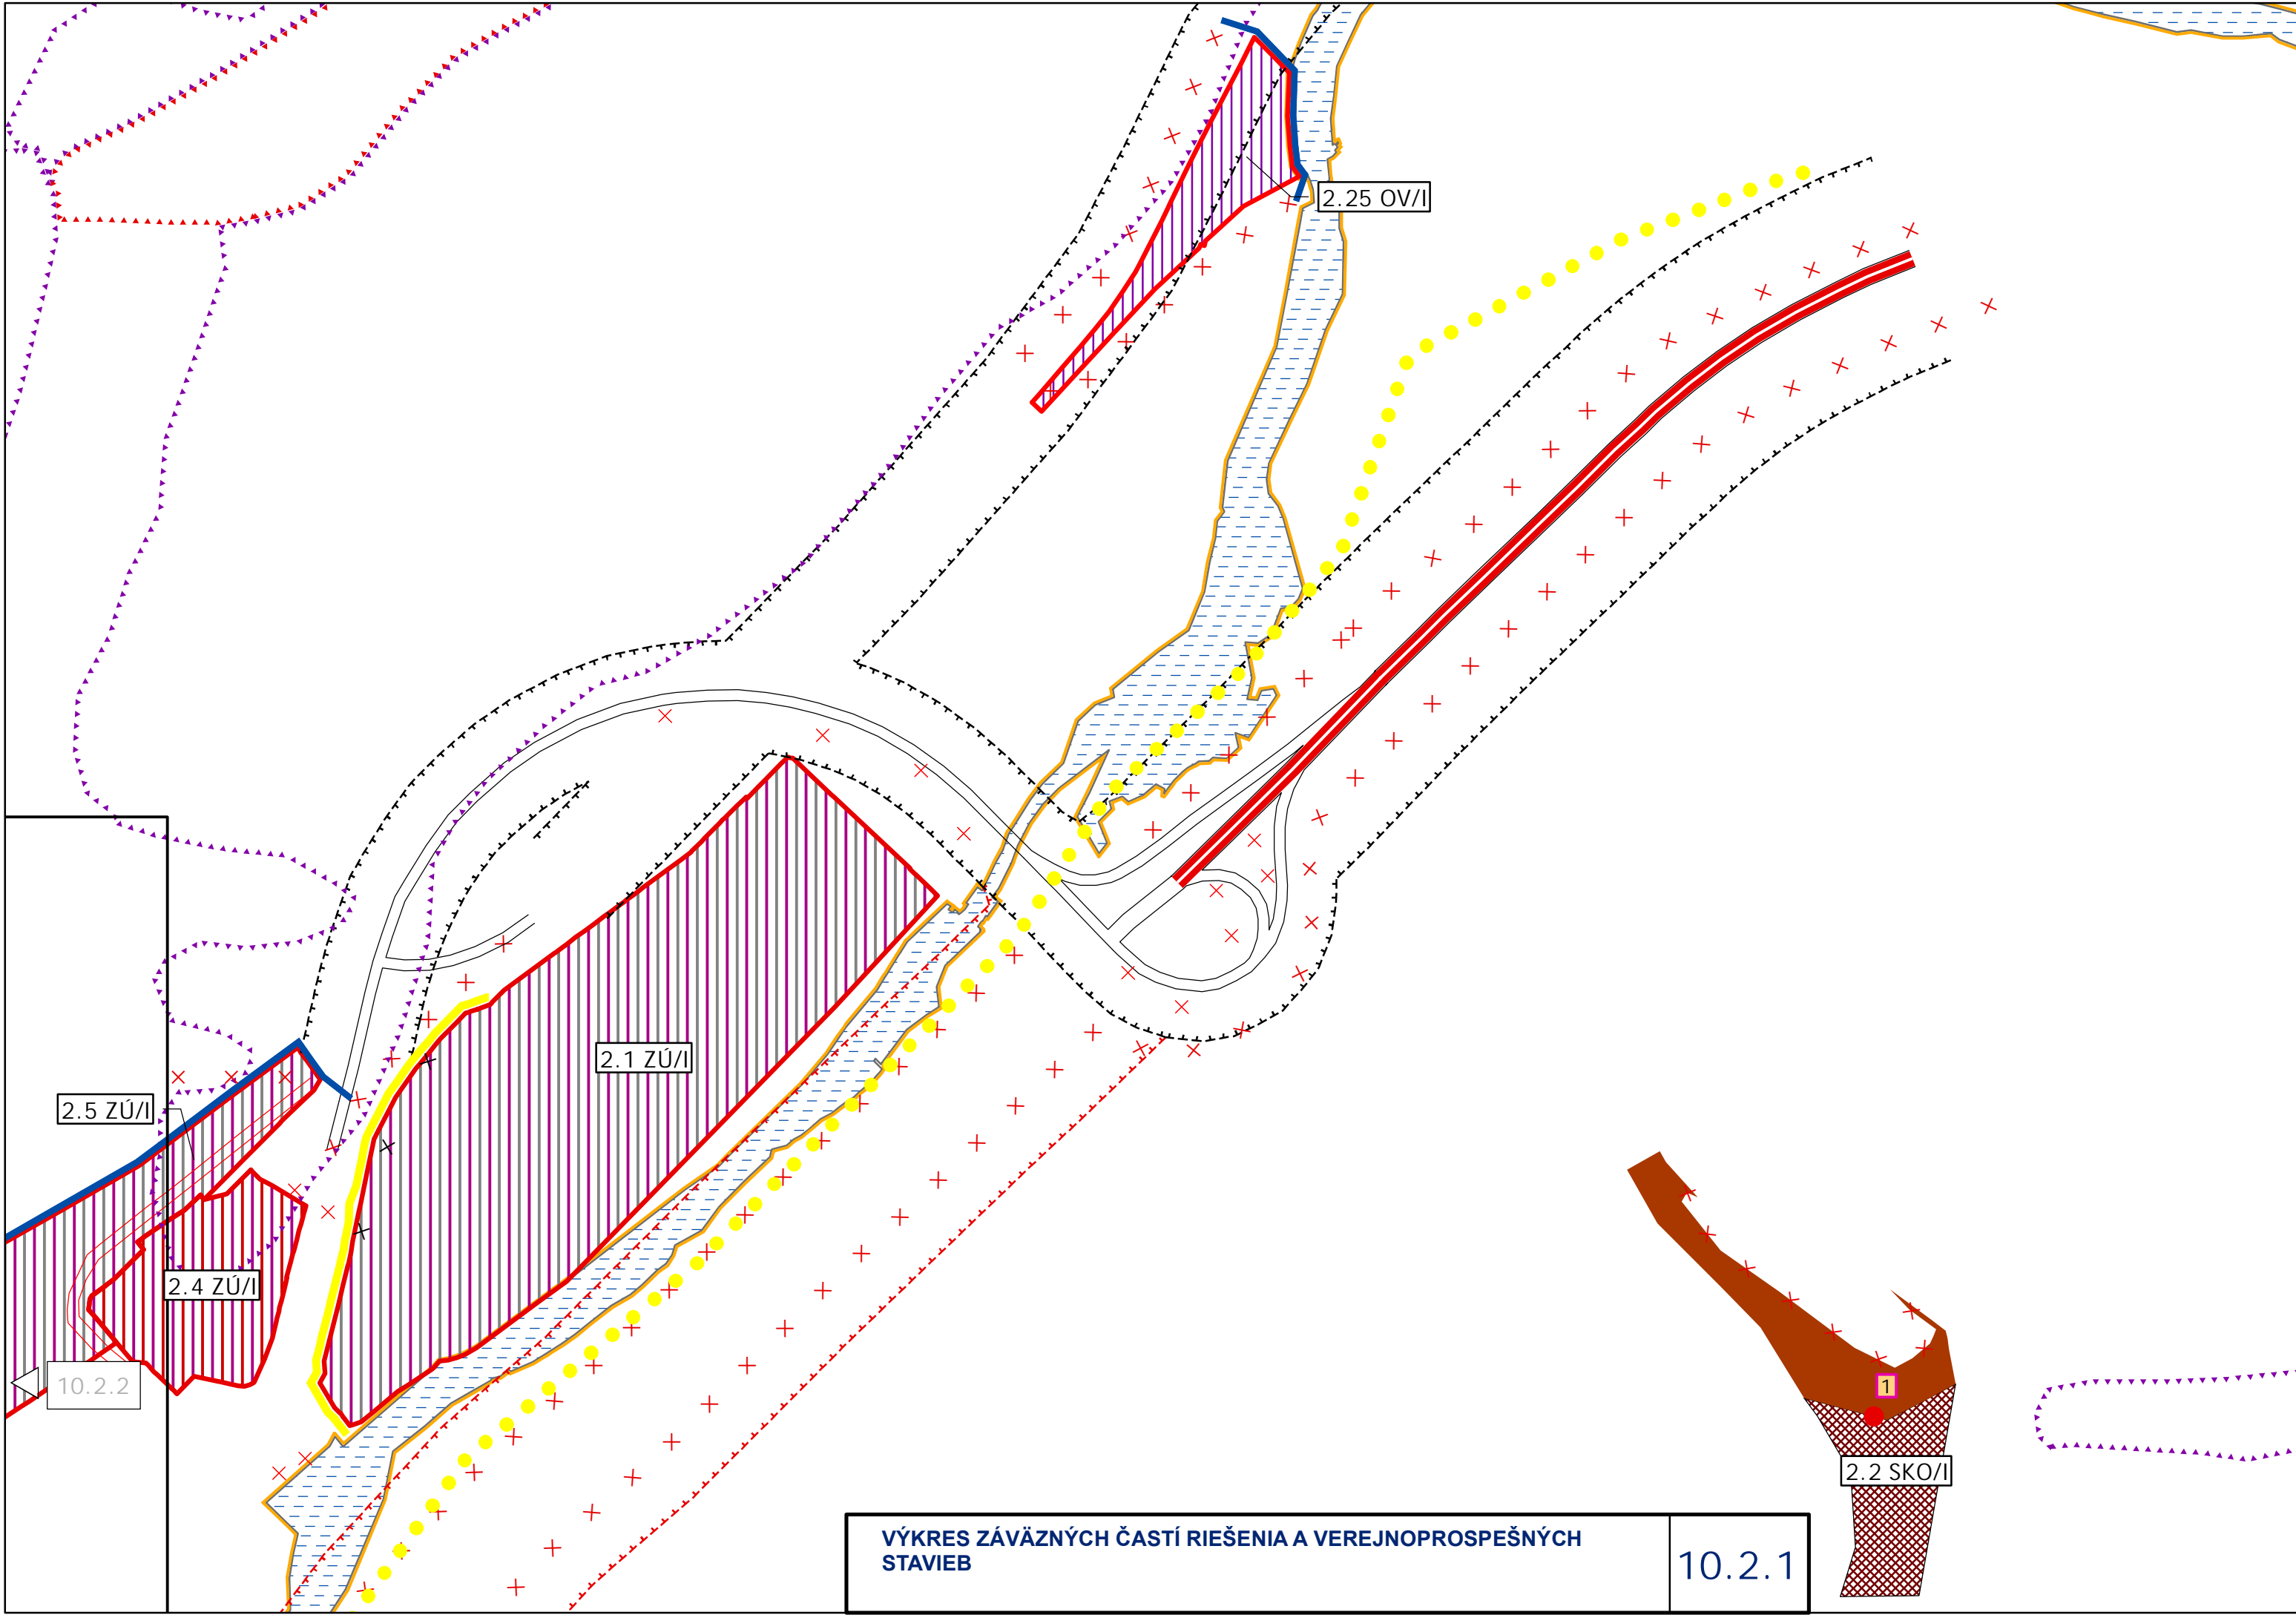 2.25 OV/I
2.1 ZÚ/I
2.5 ZÚ/I
2.4 ZÚ/I
10.2.2
1
2.2 SKO/I
VÝKRES ZÁVÄZNÝCH ČASTÍ RIEŠENIA A VEREJNOPROSPEŠNÝCH
STAVIEB
10.2.1